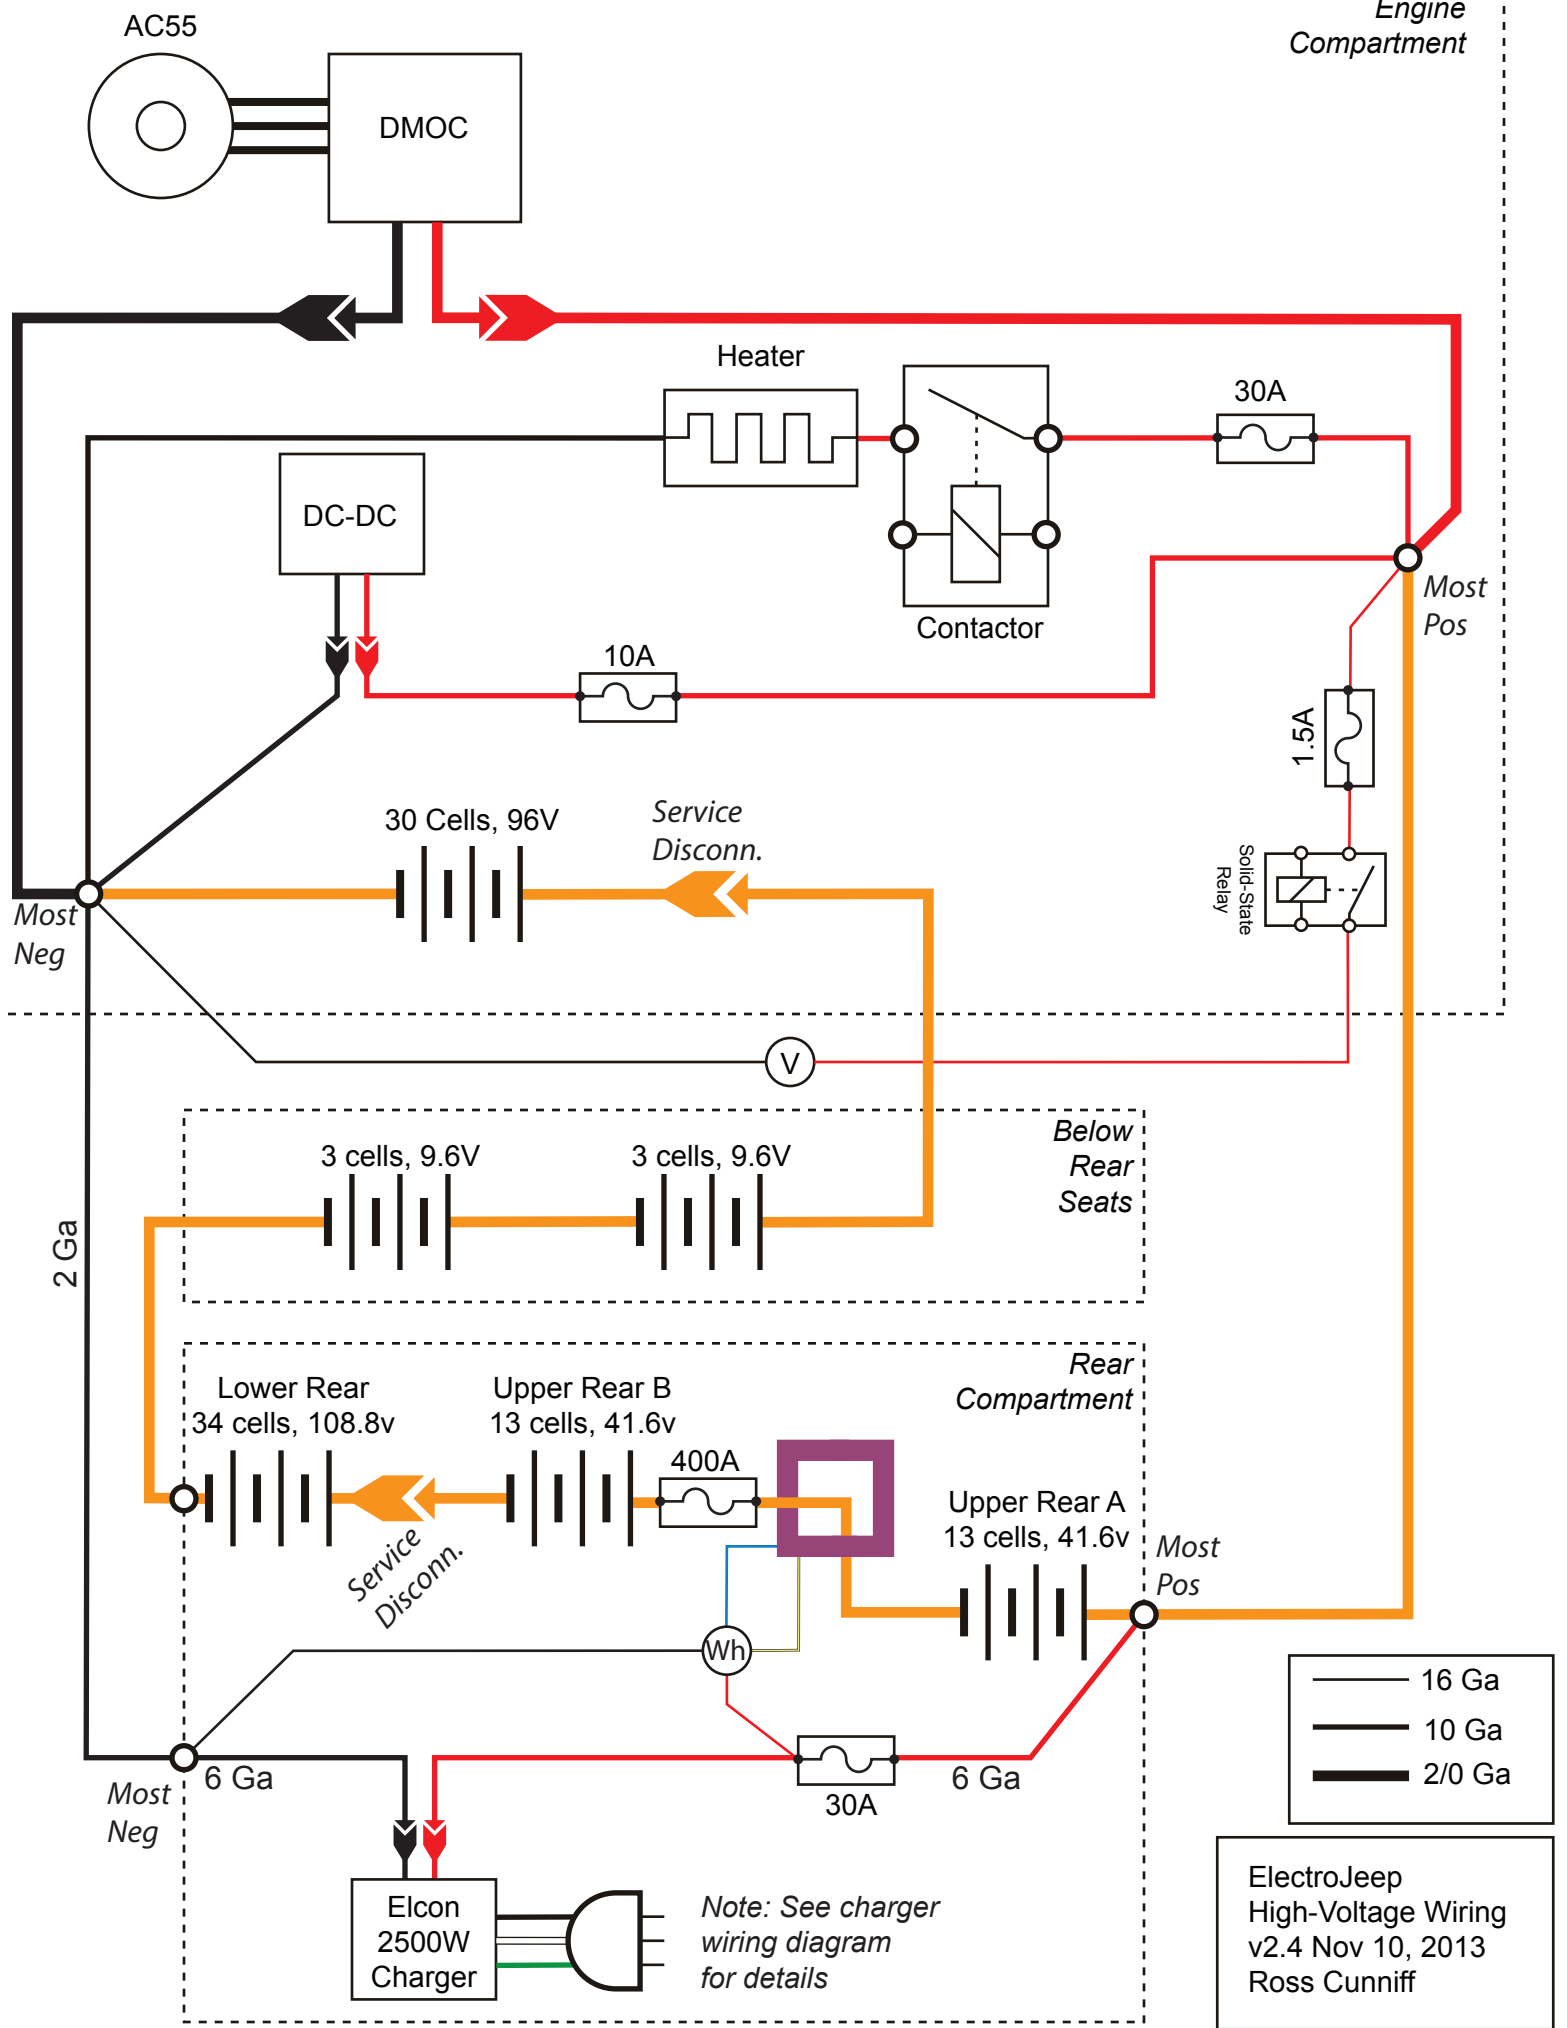 AC55
Engine
Compartment
DMOC
Heater
30A
DC-DC
Most
Pos
Contactor
10A
1.5A
30 Cells, 96V
Service
Disconn.
Solid-State
Relay
Most
Neg
V
Below
Rear
Seats
3 cells, 9.6V
3 cells, 9.6V
2 Ga
Rear
Compartment
Lower Rear
34 cells, 108.8v
Upper Rear B
13 cells, 41.6v
400A
Upper Rear A
13 cells, 41.6v
Service
Disconn.
Most
Pos
Wh
16 Ga
10 Ga
2/0 Ga
6 Ga
6 Ga
Most
Neg
30A
Elcon
2500W
Charger
Note: See charger
wiring diagram
for details
ElectroJeep
High-Voltage Wiring
v2.4 Nov 10, 2013
Ross Cunniff